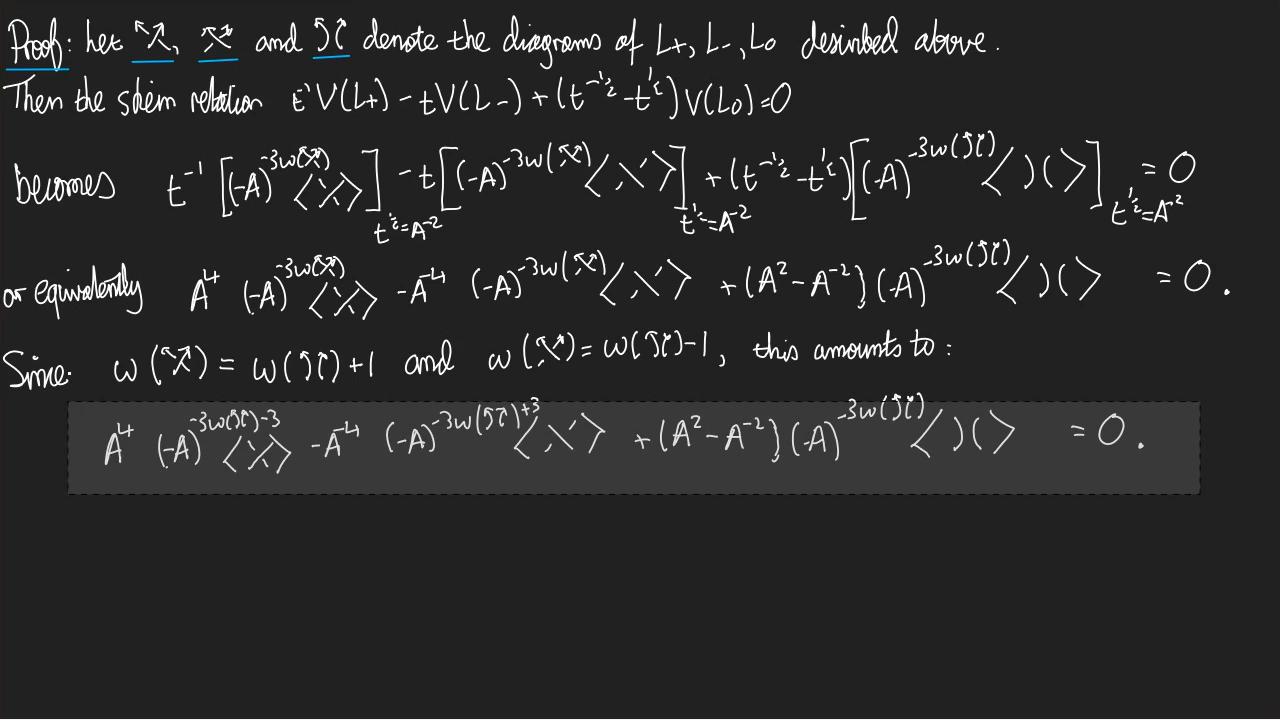 Proof: Let ⤲, ⤱ and ↰↱ denote the diagrams of L+, L-, L0 described above.
Then the skein relation t⁻¹V(L+) - tV(L-) + (t^{-1/2} - t^{1/2})V(L0) = 0
becomes t⁻¹[(-A)^{-3w(⤲)}⟨⤲⟩]_{t^{1/2}=A^{-2}} - t[(-A)^{-3w(⤱)}⟨⤱⟩]_{t^{1/2}=A^{-2}} + (t^{-1/2} - t^{1/2})[(-A)^{-3w(↰↱)}⟨)(⟩]_{t^{1/2}=A^{-2}} = 0
or equivalently A⁴ (-A)^{-3w(⤲)}⟨⤲⟩ - A⁻⁴ (-A)^{-3w(⤱)}⟨⤱⟩ + (A² - A⁻²)(-A)^{-3w(↰↱)}⟨)(⟩ = 0.
Since w(⤲) = w(↰↱)+1 and w(⤱) = w(↰↱)-1, this amounts to:
A⁴ (-A)^{-3w(↰↱)-3}⟨⤲⟩ - A⁻⁴ (-A)^{-3w(↰↱)+3}⟨⤱⟩ + (A² - A⁻²)(-A)^{-3w(↰↱)}⟨)(⟩ = 0.